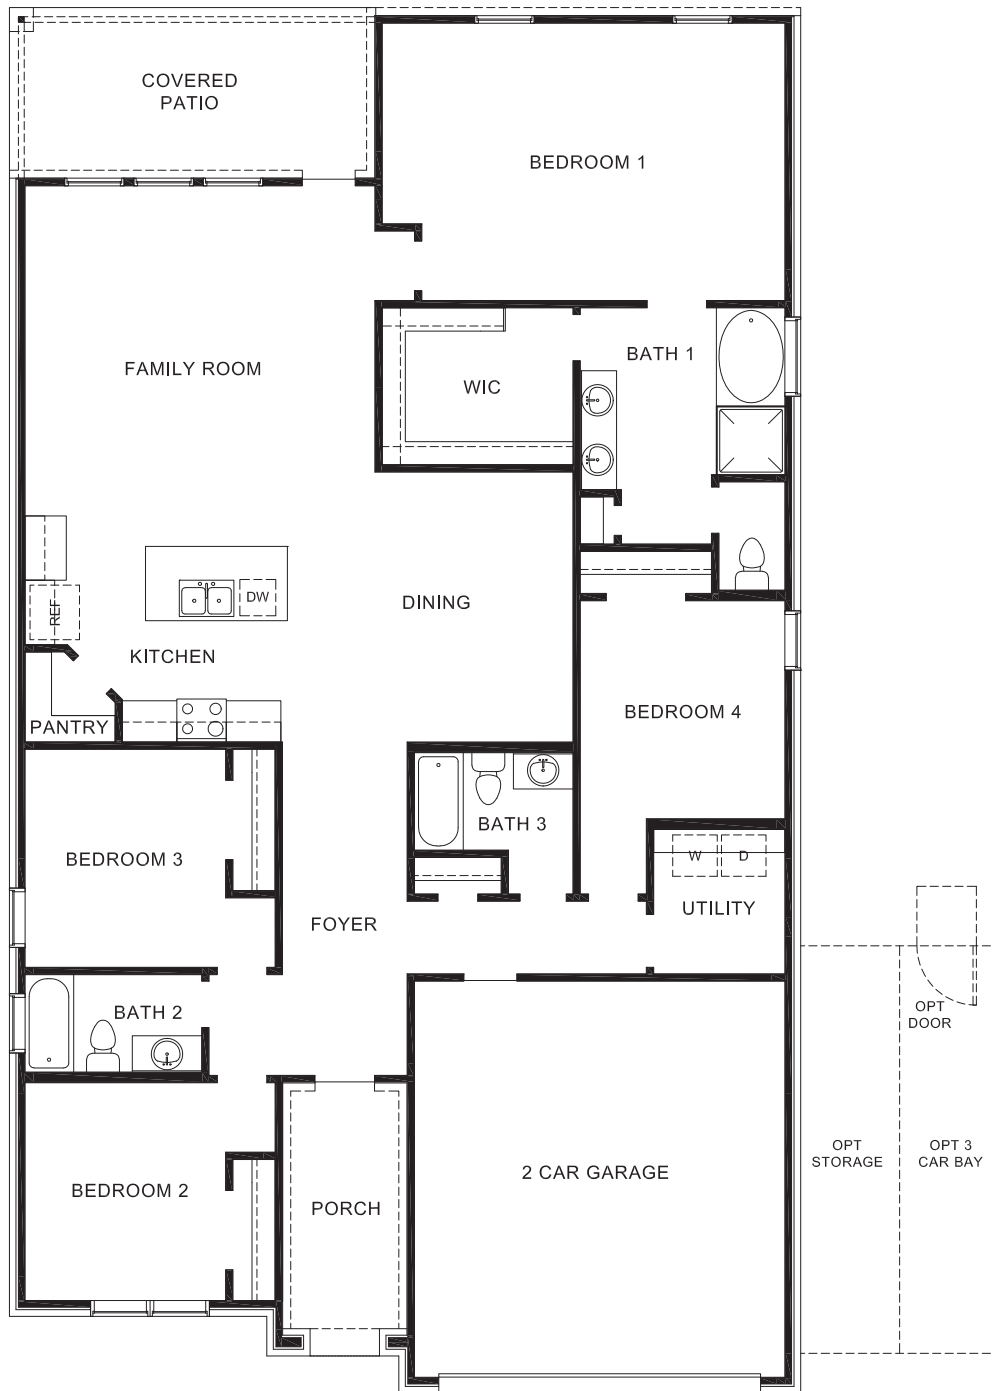 COVERED
PATIO
BEDROOM 1
FAMILY ROOM
BATH 1
WIC
REF
DW
DINING
KITCHEN
PANTRY
BEDROOM 4
BATH 3
BEDROOM 3
W
D
UTILITY
FOYER
BATH 2
OPT
DOOR
OPT
STORAGE
OPT 3
CAR BAY
2 CAR GARAGE
BEDROOM 2
PORCH